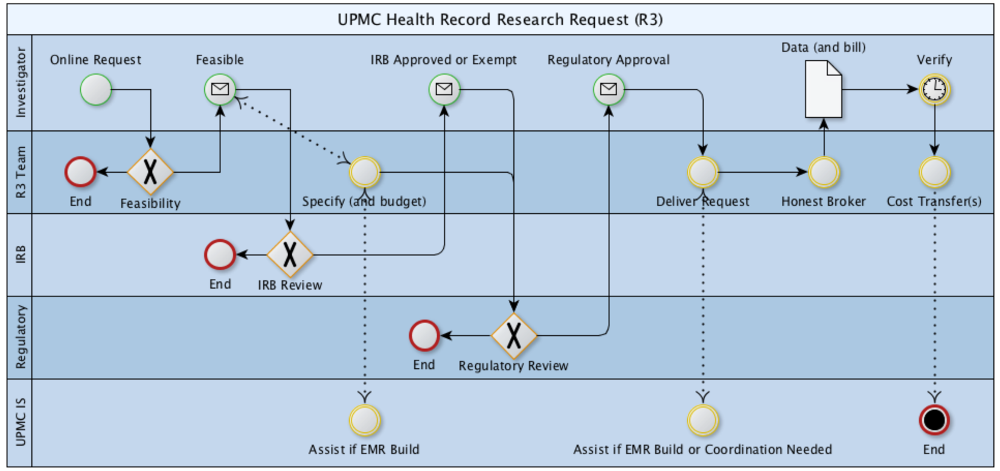 UPMC Health Record Research Request (R3)
Investigator
Online Request
Feasible
IRB Approved or Exempt
Regulatory Approval
Data (and bill)
Verify
R3 Team
End
Feasibility
Specify (and budget)
Deliver Request
Honest Broker
Cost Transfer(s)
IRB
End
IRB Review
Regulatory
End
Regulatory Review
UPMC IS
Assist if EMR Build
Assist if EMR Build or Coordination Needed
End